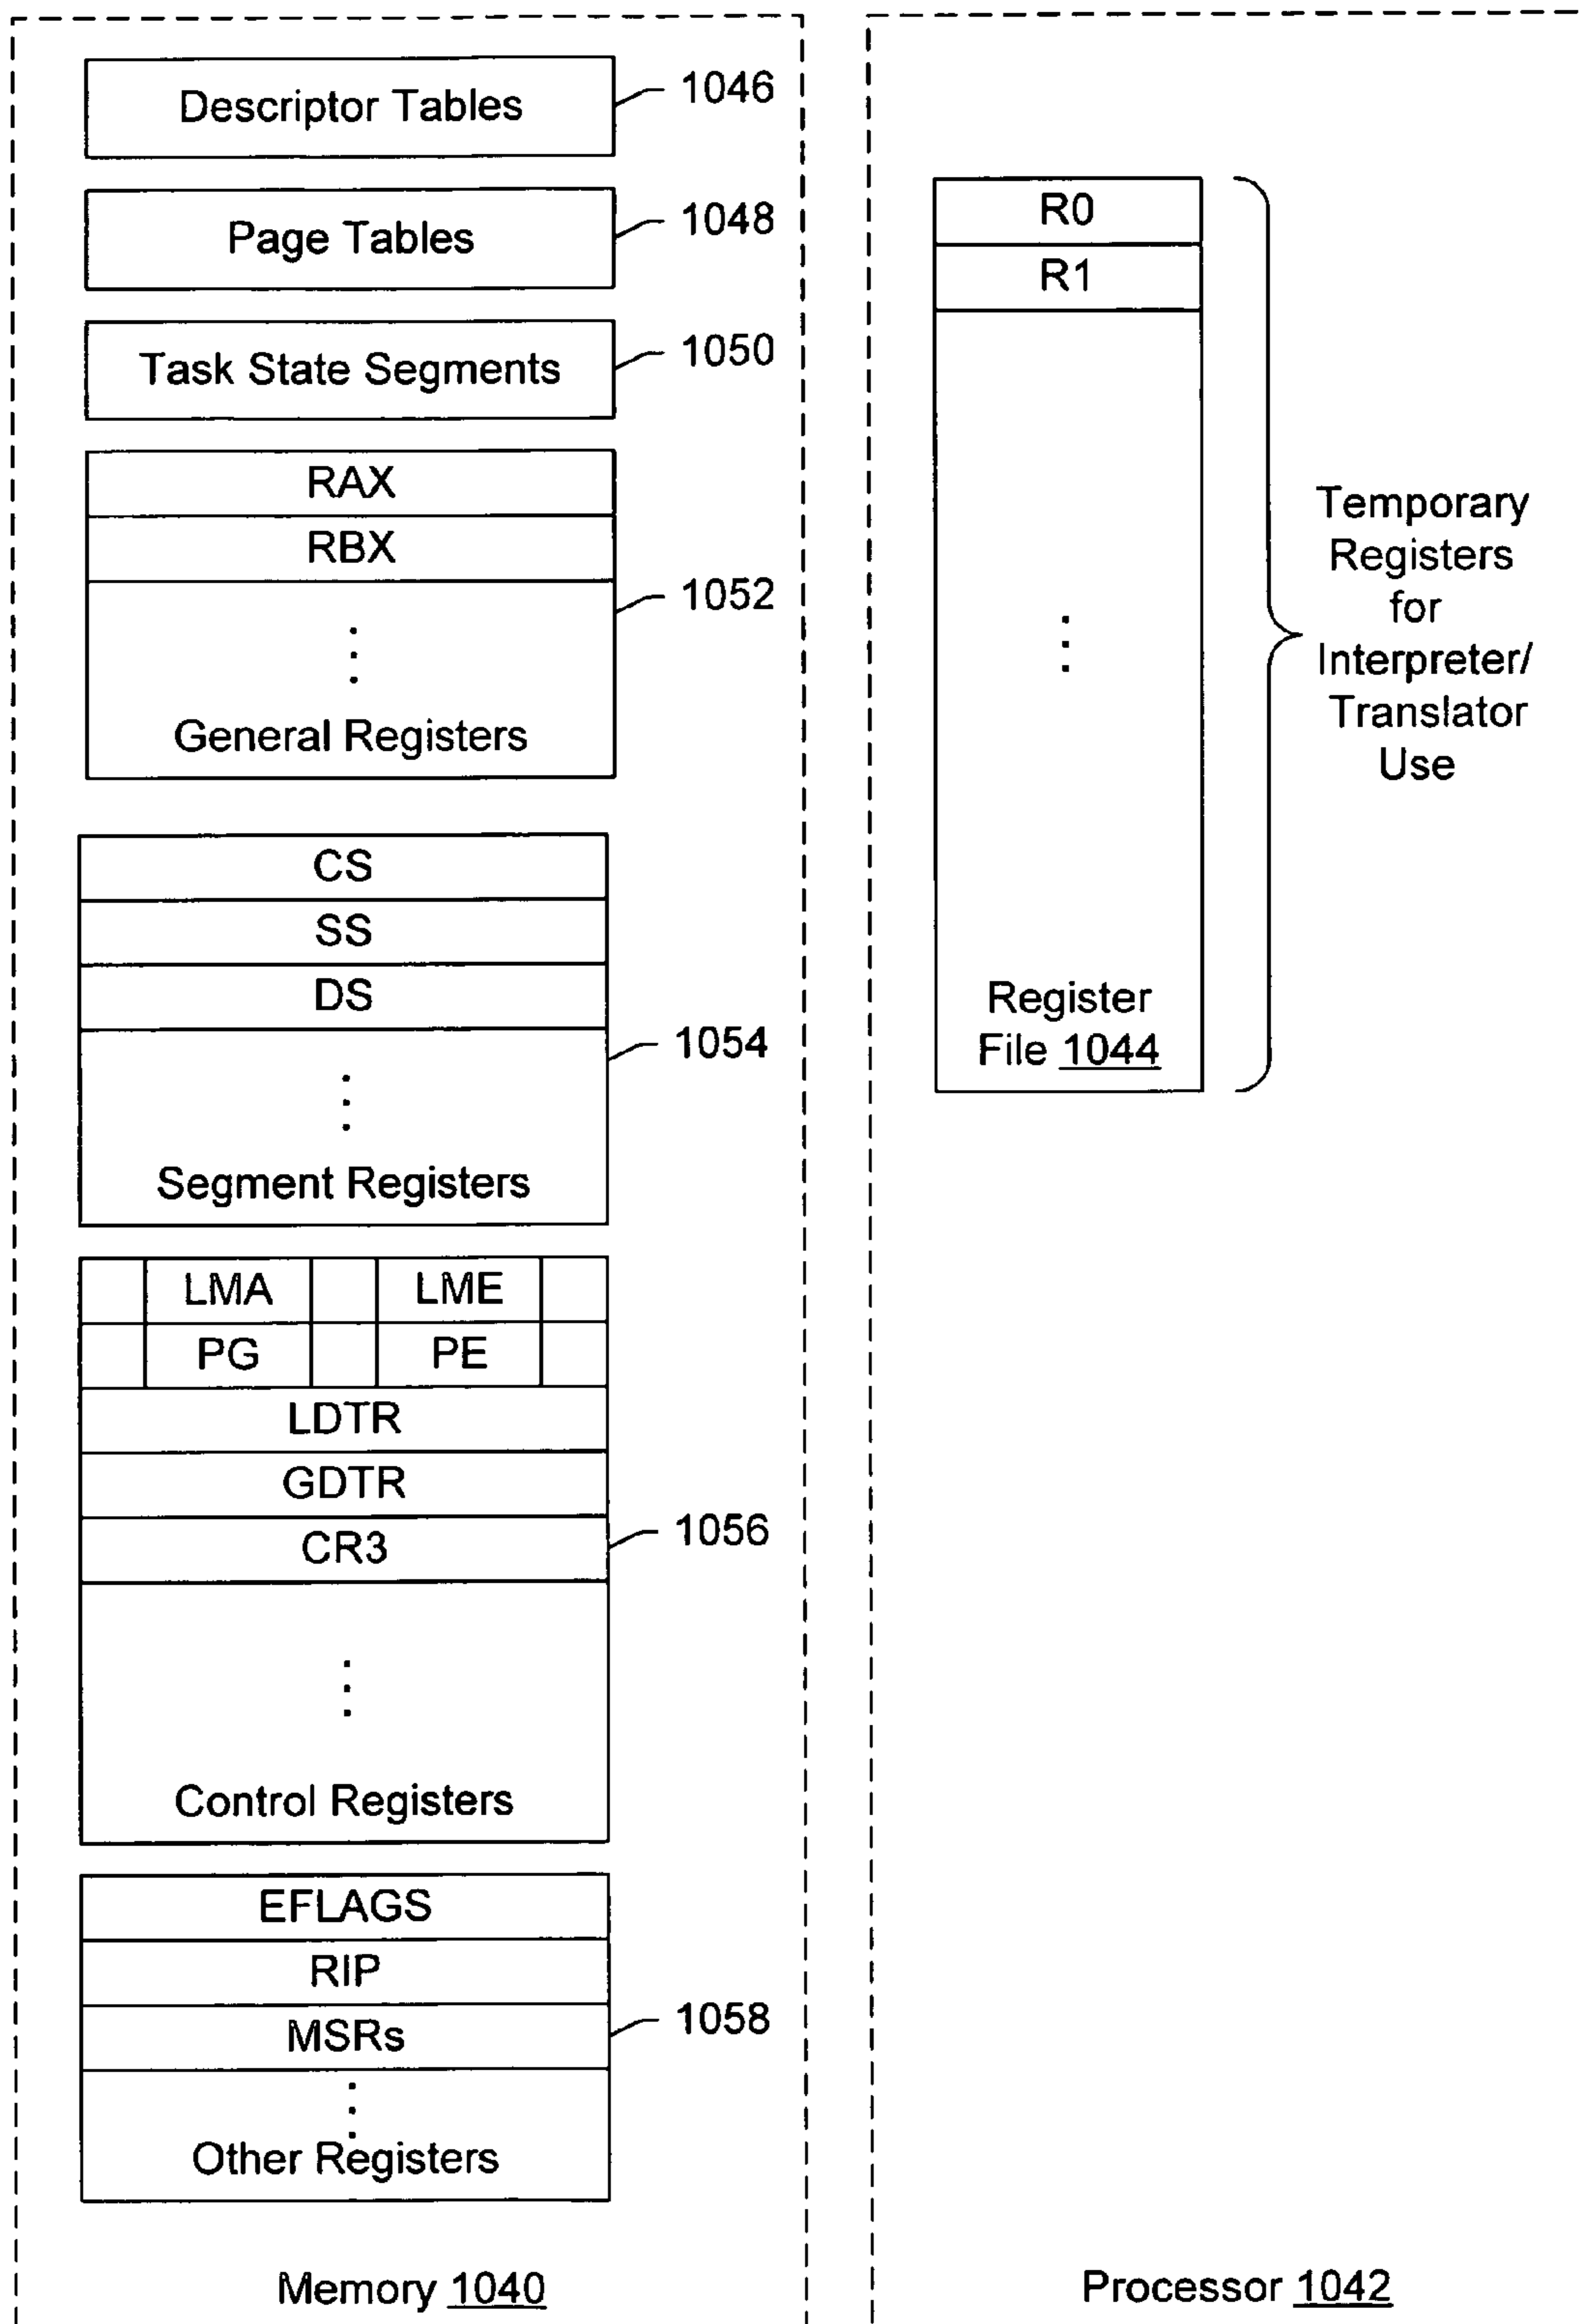 Descriptor Tables
1046
Page Tables
1048
Task State Segments
1050
RAX
RBX
1052
General Registers
CS
SS
DS
1054
Segment Registers
LMA LME
PG PE
LDTR
GDTR
CR3
1056
Control Registers
EFLAGS
RIP
MSRs
1058
Other Registers
Memory 1040
R0
R1
Register
File 1044
Temporary
Registers
for
Interpreter/
Translator
Use
Processor 1042